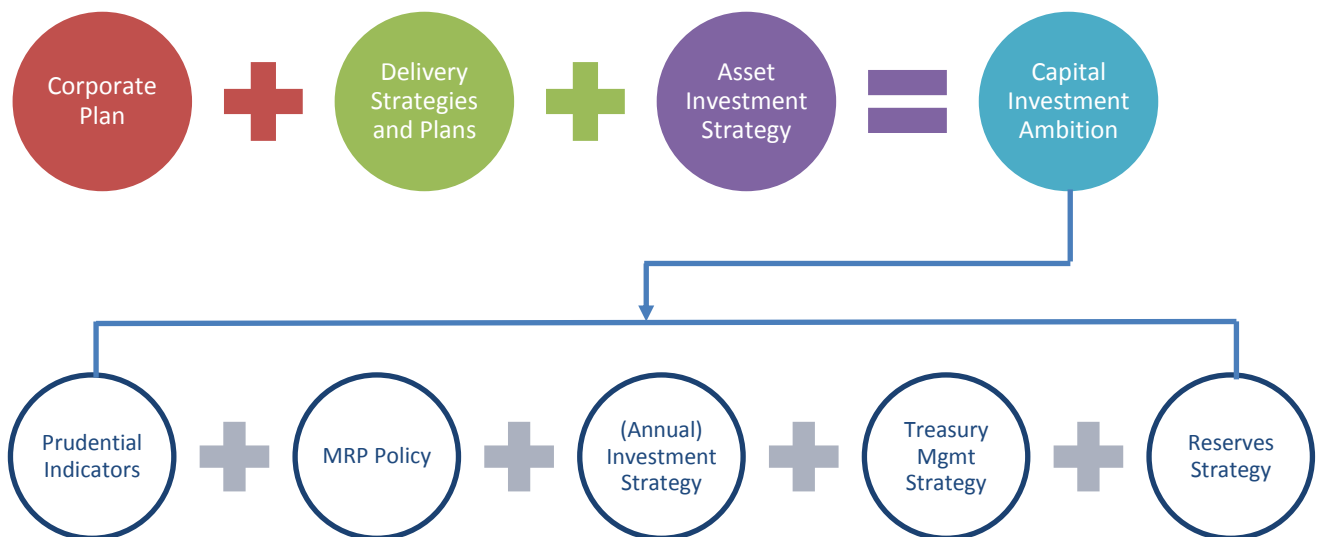 Corporate
Plan
Delivery
Strategies
and Plans
Asset
Investment
Strategy
Capital
Investment
Ambition
Prudential
Indicators
MRP Policy
(Annual)
Investment
Strategy
Treasury
Mgmt
Strategy
Reserves
Strategy